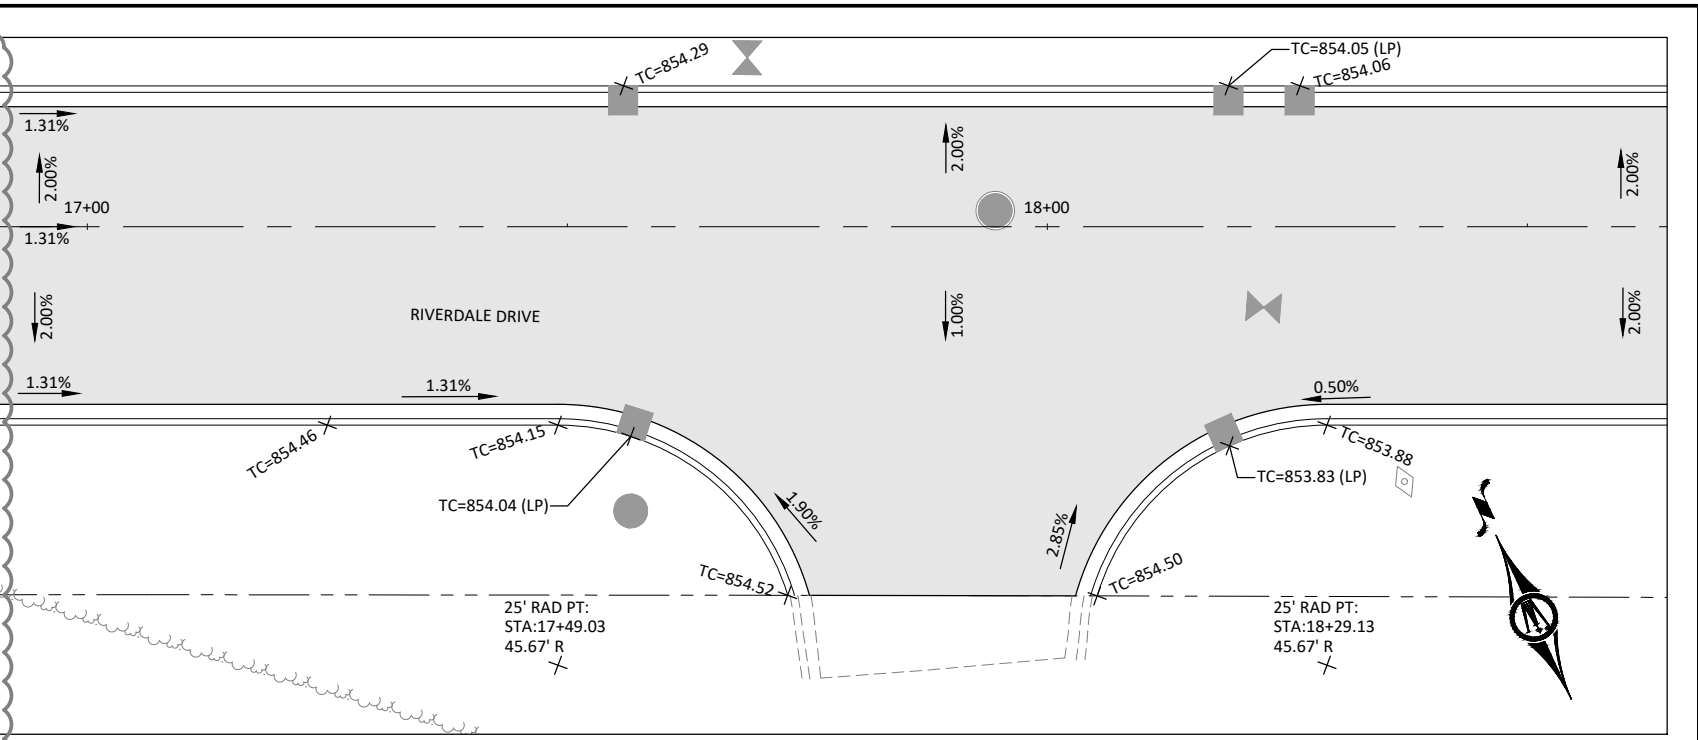 TC=854.29
TC=854.05 (LP)
TC=854.06
1.31%
2.00%
2.00%
2.00%
17+00
18+00
1.31%
2.00%
RIVERDALE DRIVE
1.00%
2.00%
1.31%
1.31%
0.50%
TC=854.46
TC=854.15
TC=853.88
TC=854.04 (LP)
TC=853.83 (LP)
1.90%
2.85%
TC=854.52
TC=854.50
25' RAD PT:
STA:17+49.03
45.67' R
25' RAD PT:
STA:18+29.13
45.67' R
N